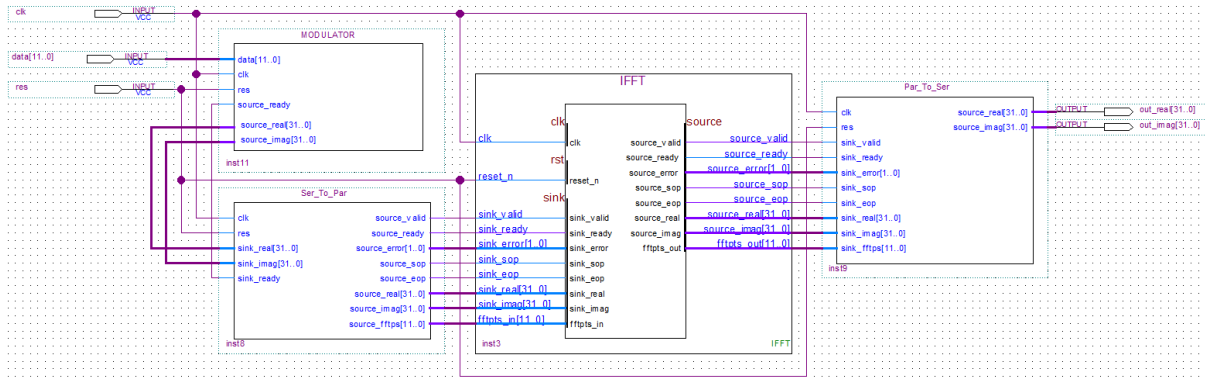 clk INPUT VCC
data[11..0] INPUT VCC
res INPUT VCC
MODULATOR
data[11..0]
clk
res
source_ready
source_real[31..0]
source_imag[31..0]
inst11
Ser_To_Par
clk source_valid
res source_ready
sink_real[31..0] source_error[1..0]
sink_imag[31..0] source_sop
sink_ready source_eop
source_real[31..0]
source_imag[31..0]
source_fftps[11..0]
inst8
IFFT
clk source
clk clk source_valid source_valid
rst source_ready source_ready
reset_n reset_n source_error source_error[1..0]
sink source_sop source_sop
source_eop source_eop
sink_valid sink_valid source_real source_real[31..0]
sink_ready sink_ready source_imag source_imag[31..0]
sink_error[1..0] sink_error fftpts_out fftpts_out[11..0]
sink_sop sink_sop
sink_eop sink_eop
sink_real[31..0] sink_real
sink_imag[31..0] sink_imag
fftpts_in[11..0] fftpts_in
inst3 IFFT
Par_To_Ser
clk source_real[31..0]
res source_imag[31..0]
sink_valid
sink_ready
sink_error[1..0]
sink_sop
sink_eop
sink_real[31..0]
sink_imag[31..0]
sink_fftps[11..0]
inst9
OUTPUT out_real[31..0]
OUTPUT out_imag[31..0]